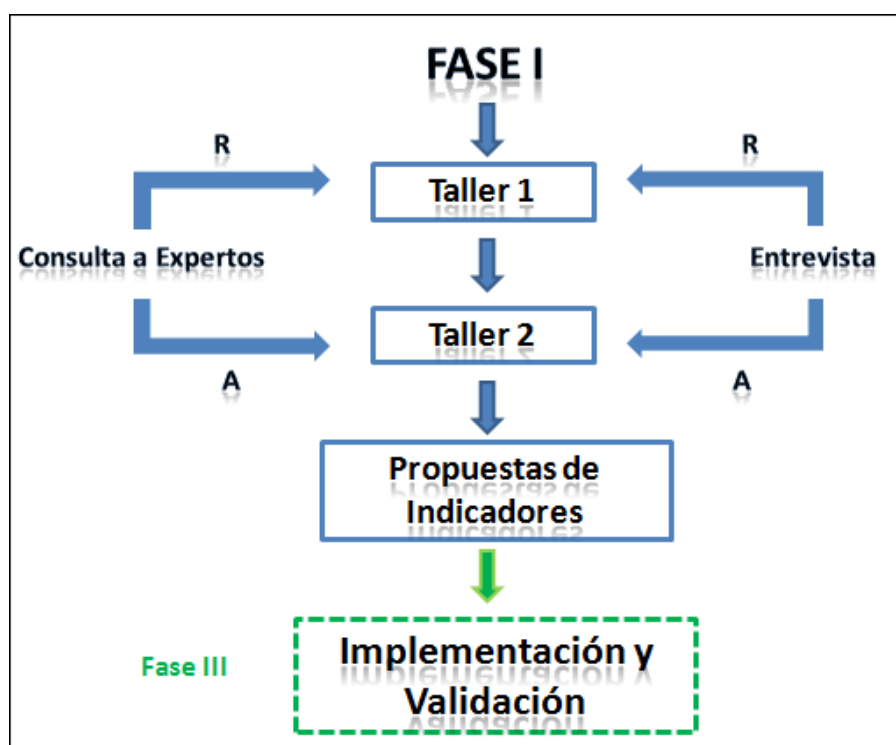 FASE I
R
R
Taller 1
Consulta a Expertos
Entrevista
Taller 2
A
A
Propuestas de
Indicadores
Fase III
Implementación y
Validación